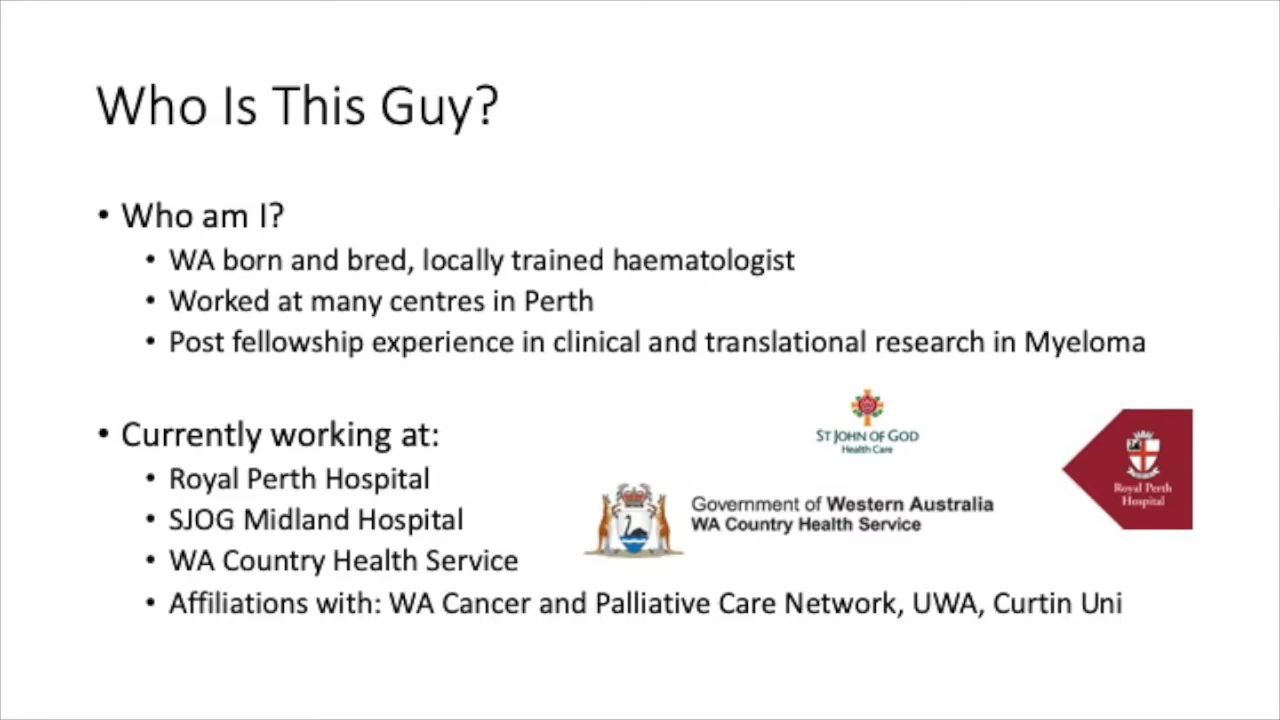 Who Is This Guy?
• Who am I?
• WA born and bred, locally trained haematologist
• Worked at many centres in Perth
• Post fellowship experience in clinical and translational research in Myeloma
• Currently working at:
• Royal Perth Hospital
• SJOG Midland Hospital
• WA Country Health Service
• Affiliations with: WA Cancer and Palliative Care Network, UWA, Curtin Uni
ST JOHN OF GOD
Health Care
Government of Western Australia
WA Country Health Service
Royal Perth
Hospital